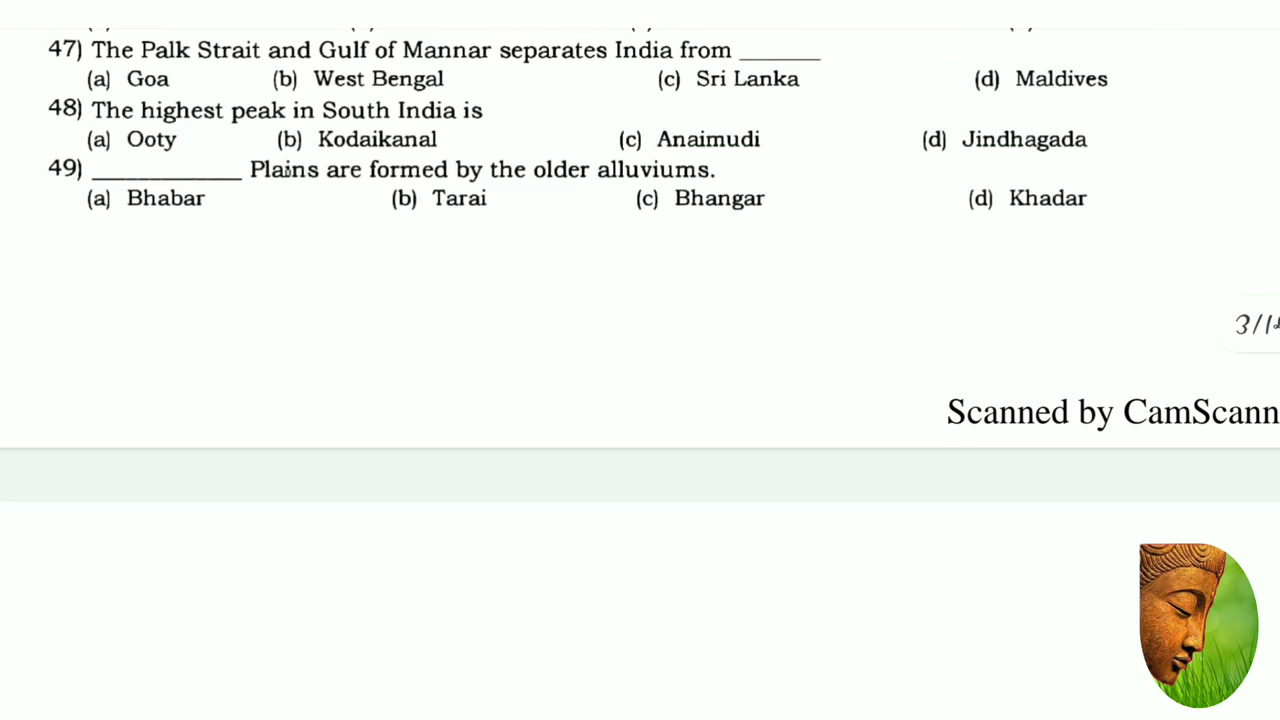 47) The Palk Strait and Gulf of Mannar separates India from _______
(a) Goa (b) West Bengal (c) Sri Lanka (d) Maldives
48) The highest peak in South India is
(a) Ooty (b) Kodaikanal (c) Anaimudi (d) Jindhagada
49) _____________ Plains are formed by the older alluviums.
(a) Bhabar (b) Tarai (c) Bhangar (d) Khadar
Scanned by CamScann